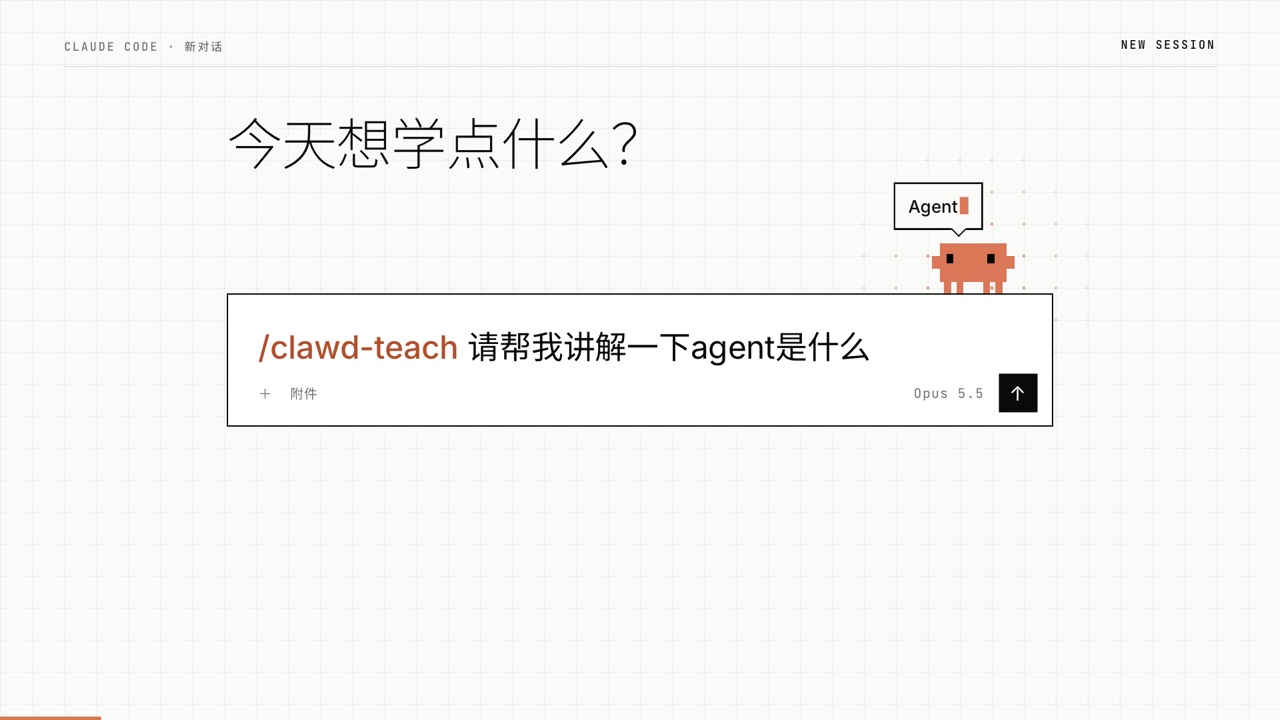 CLAUDE CODE · 新对话
NEW SESSION
今天想学点什么？
Agent
/clawd-teach 请帮我讲解一下agent是什么
+ 附件
Opus 5.5 ↑